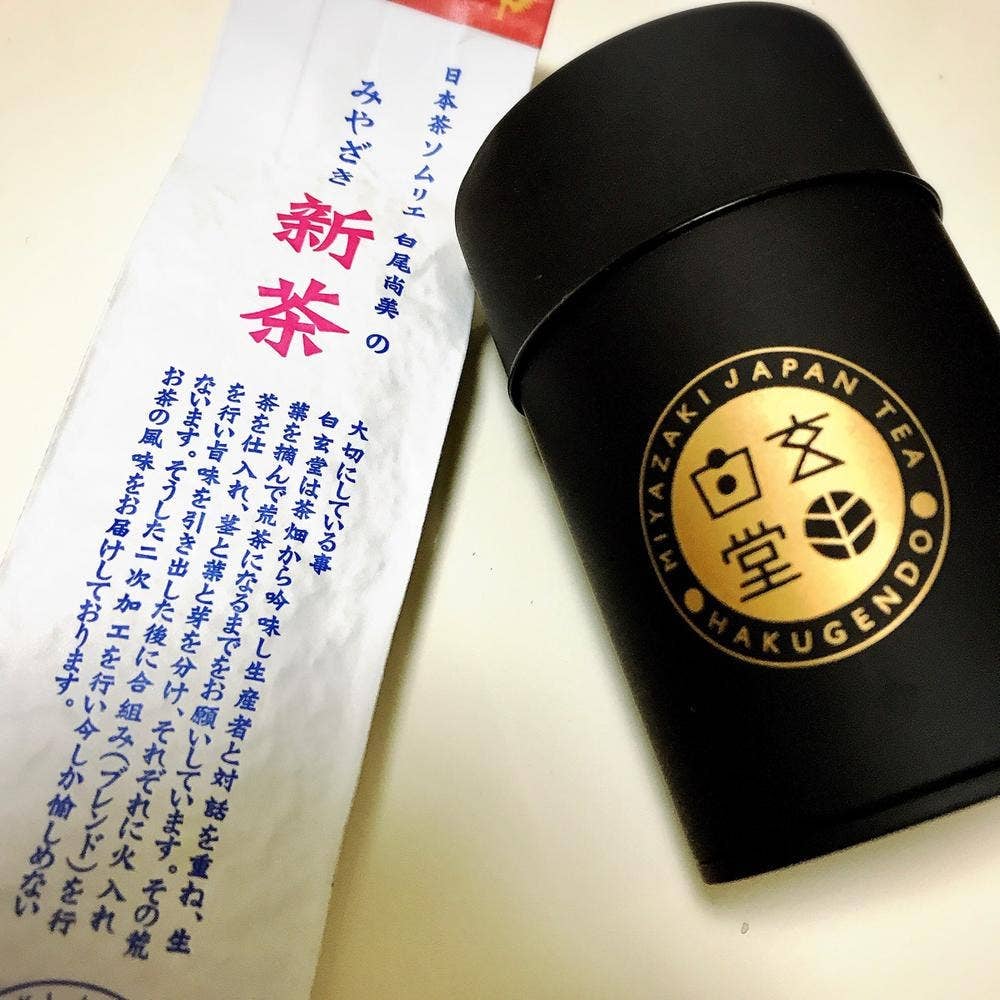 日本茶ソムリエ 白尾尚美の
みやざき
新茶
大切にしている事
白玄堂は茶畑から吟味し生産者と対話を重ね、生
葉を摘んで荒茶になるまでをお願いしています。その荒
茶を仕入れ、茎と葉と芽を分け、それぞれに火入れ
を行い旨味を引き出した後に合組み(ブレンド)を行
ないます。そうした二次加工を行い今しか愉しめない
お茶の風味をお届けしております。
MIYAZAKI JAPAN TEA
白玄堂
HAKUGENDO